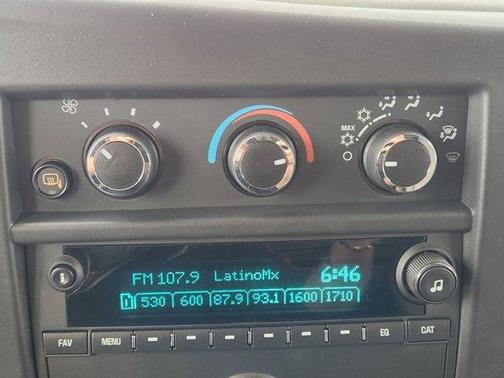 MAX
FM 107.9 LatinoMx 6:46
530 600 87.9 93.1 1600 1710
FAV MENU EQ CAT